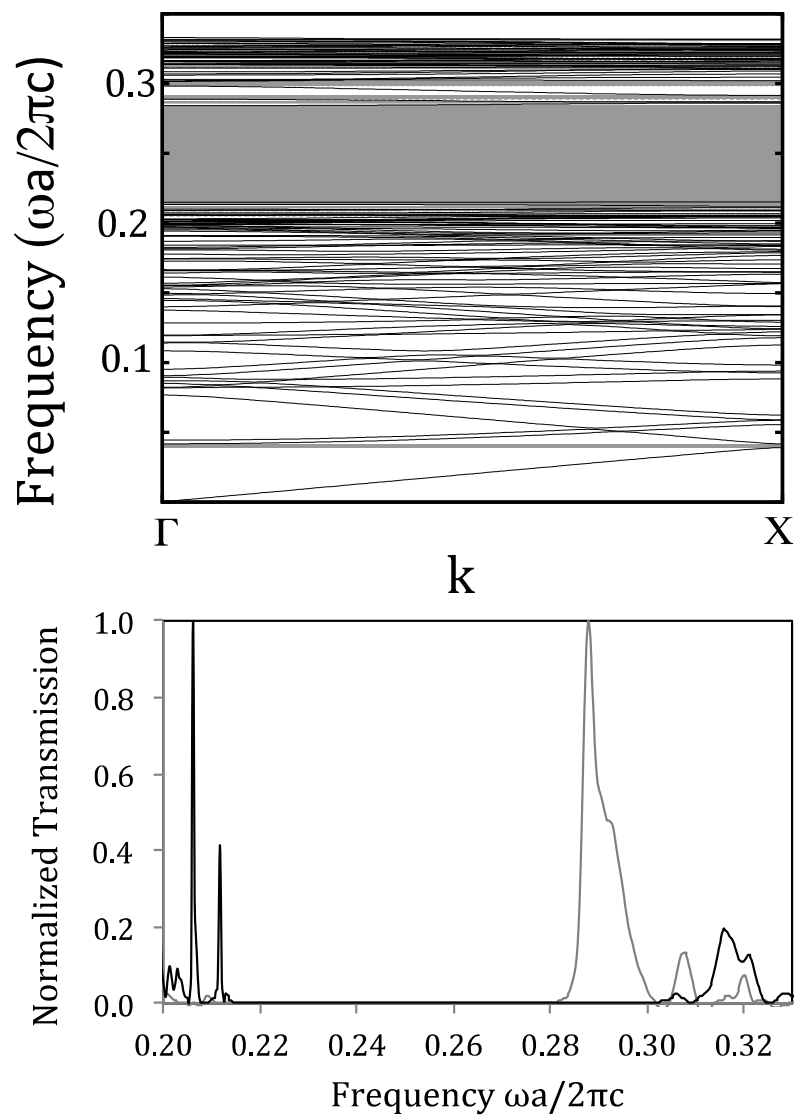 Frequency (ωa/2πc)
0.3
0.2
0.1
Γ
X
k
Normalized Transmission
1.0
0.8
0.6
0.4
0.2
0.0
0.20 0.22 0.24 0.26 0.28 0.30 0.32
Frequency ωa/2πc